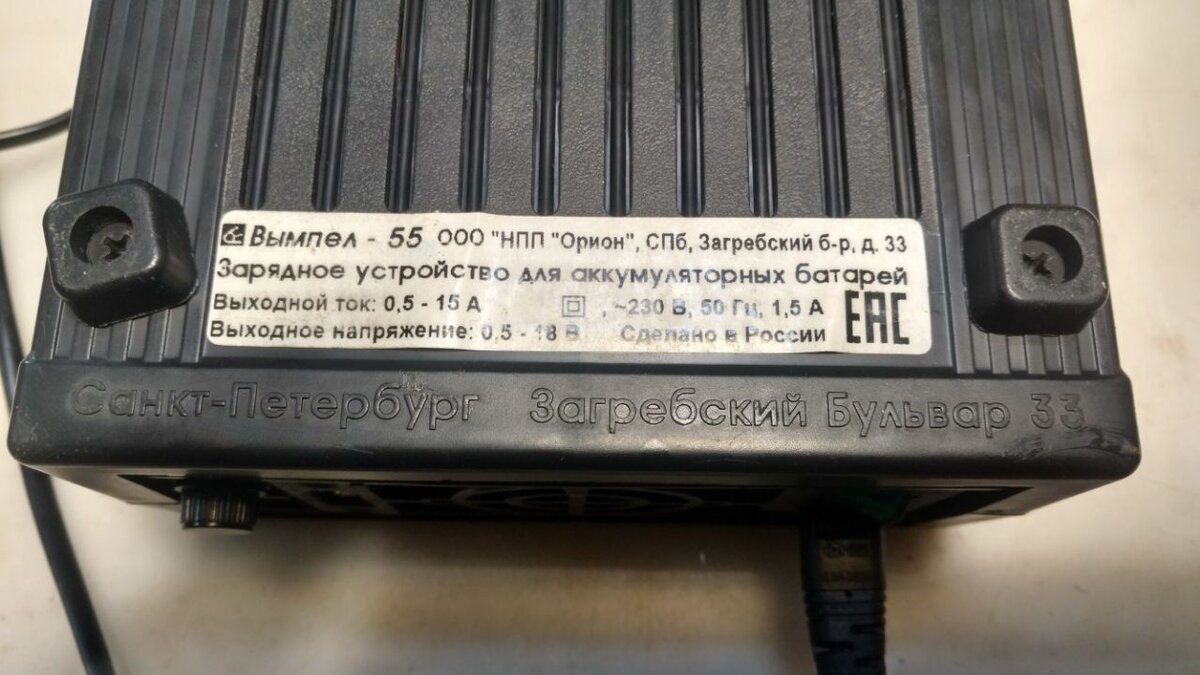 Вымпел - 55 ООО "НПП "Орион", СПб, Загребский б-р, д. 33
Зарядное устройство для аккумуляторных батарей
Выходной ток: 0,5 - 15 А , ~230 В, 50 Гц, 1,5 А
Выходное напряжение: 0,5 - 18 В Сделано в России
EAC
Санкт-Петербург Загребский Бульвар 33